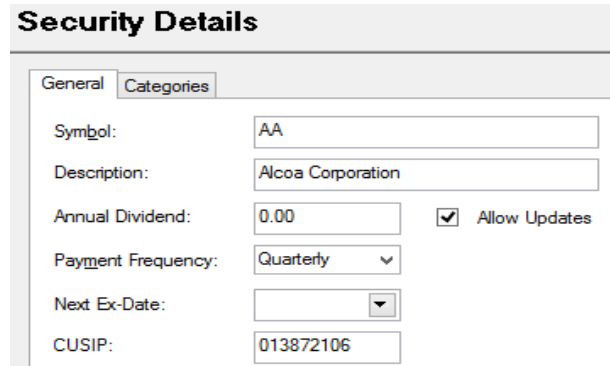 Security Details
General Categories
Symbol: AA
Description: Alcoa Corporation
Annual Dividend: 0.00 Allow Updates
Payment Frequency: Quarterly
Next Ex-Date:
CUSIP: 013872106